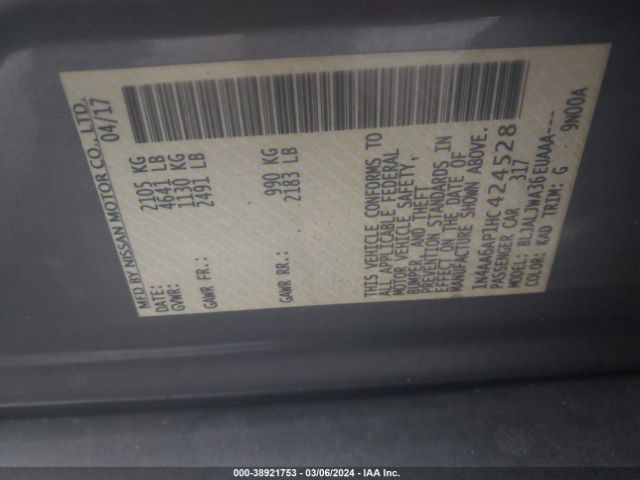 MFD BY NISSAN MOTOR CO., LTD.
DATE: 04/17
GVWR: 2105 KG
4641 LB
GAWR FR.: 1130 KG
2491 LB
GAWR RR.: 990 KG
2183 LB
THIS VEHICLE CONFORMS TO
ALL APPLICABLE FEDERAL
MOTOR VEHICLE SAFETY,
BUMPER, AND THEFT
PREVENTION STANDARDS IN
EFFECT ON THE DATE OF
MANUFACTURE SHOWN ABOVE.
1N4AA6AP1HC424528
PASSENGER CAR 317
MODEL: BLJALJWA36EUAAA---
COLOR: KAD TRIM: G 9N00A
000-38921753 — 03/06/2024 — IAA Inc.